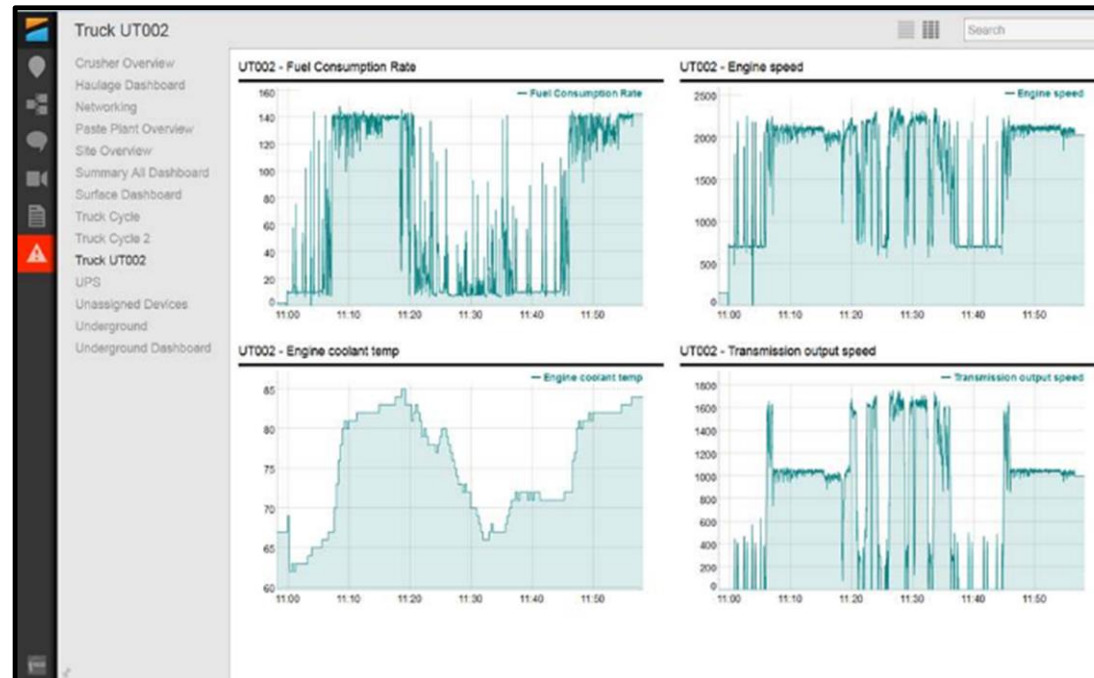 Truck UT002
Search
Crusher Overview
Haulage Dashboard
Networking
Paste Plant Overview
Site Overview
Summary All Dashboard
Surface Dashboard
Truck Cycle
Truck Cycle 2
Truck UT002
UPS
Unassigned Devices
Underground
Underground Dashboard
UT002 - Fuel Consumption Rate
Fuel Consumption Rate
160
140
120
100
80
60
40
20
0
11:00 11:10 11:20 11:30 11:40 11:50
UT002 - Engine speed
Engine speed
2500
2000
1500
1000
500
0
11:00 11:10 11:20 11:30 11:40 11:50
UT002 - Engine coolant temp
Engine coolant temp
85
80
75
70
65
60
11:00 11:10 11:20 11:30 11:40 11:50
UT002 - Transmission output speed
Transmission output speed
1800
1600
1400
1200
1000
800
600
400
200
0
11:00 11:10 11:20 11:30 11:40 11:50